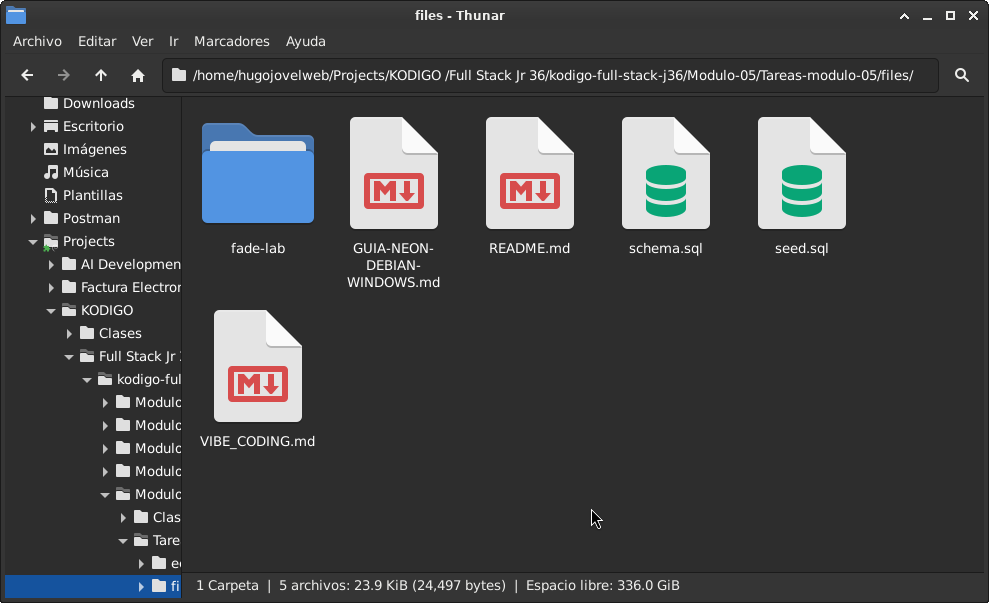 files - Thunar
Archivo Editar Ver Ir Marcadores Ayuda
/home/hugojovelweb/Projects/KODIGO /Full Stack Jr 36/kodigo-full-stack-j36/Modulo-05/Tareas-modulo-05/files/
Downloads
Escritorio
Imágenes
Música
Plantillas
Postman
Projects
AI Developmen
Factura Electror
KODIGO
Clases
Full Stack Jr
kodigo-ful
Modulo
Modulo
Modulo
Modulo
Modulo
Clas
Tare
fi
fade-lab
GUIA-NEON-
DEBIAN-
WINDOWS.md
README.md
schema.sql
seed.sql
VIBE_CODING.md
1 Carpeta | 5 archivos: 23.9 KiB (24,497 bytes) | Espacio libre: 336.0 GiB